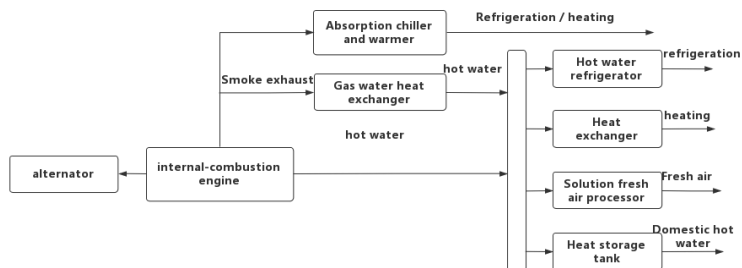 Refrigeration / heating
Absorption chiller
and warmer
Smoke exhaust
Gas water heat
exchanger
hot water
Hot water
refrigerator
refrigeration
hot water
Heat
exchanger
heating
alternator
internal-combustion
engine
Solution fresh
air processor
Fresh air
Heat storage
tank
Domestic hot
water